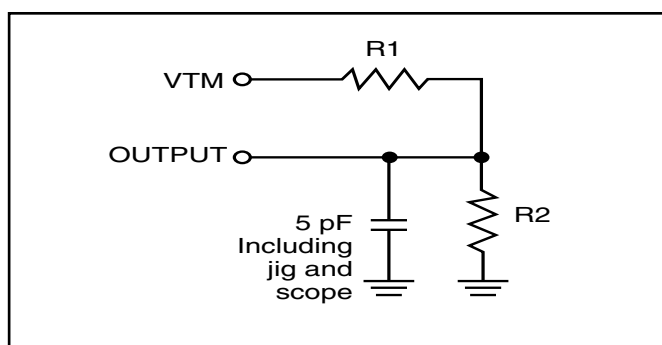 R1
VTM
OUTPUT
5 pF
Including
jig and
scope
R2